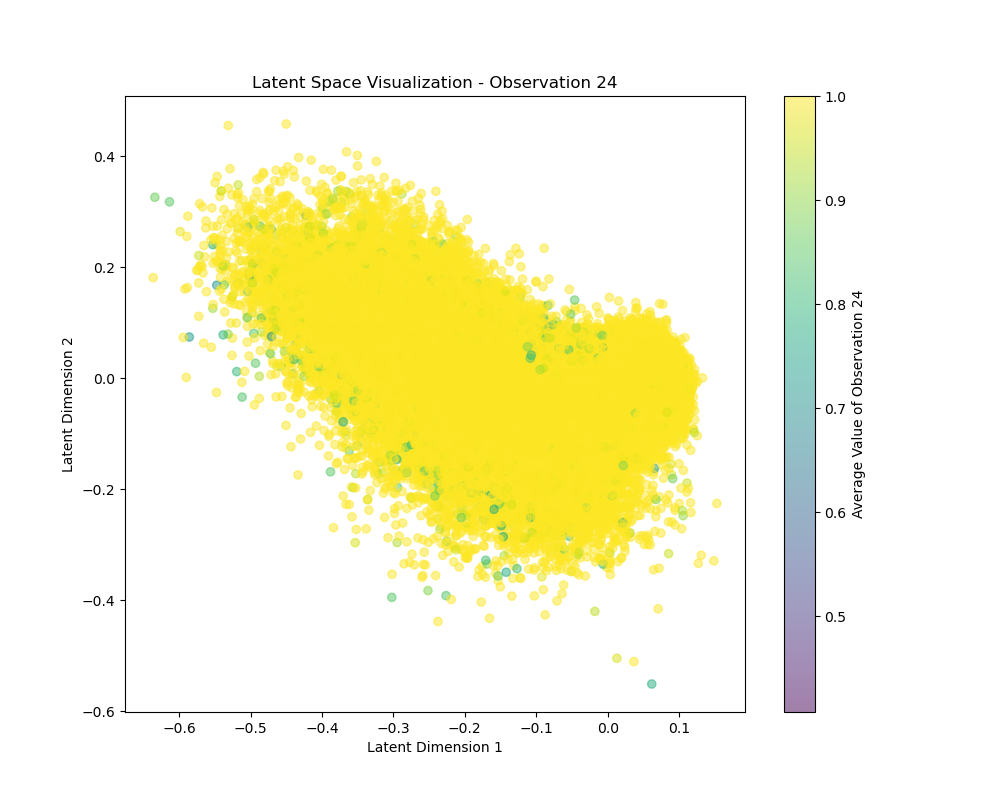 Latent Space Visualization - Observation 24
0.4
0.2
0.0
−0.2
−0.4
−0.6
Latent Dimension 2
−0.6 −0.5 −0.4 −0.3 −0.2 −0.1 0.0 0.1
Latent Dimension 1
1.0
0.9
0.8
0.7
0.6
0.5
Average Value of Observation 24